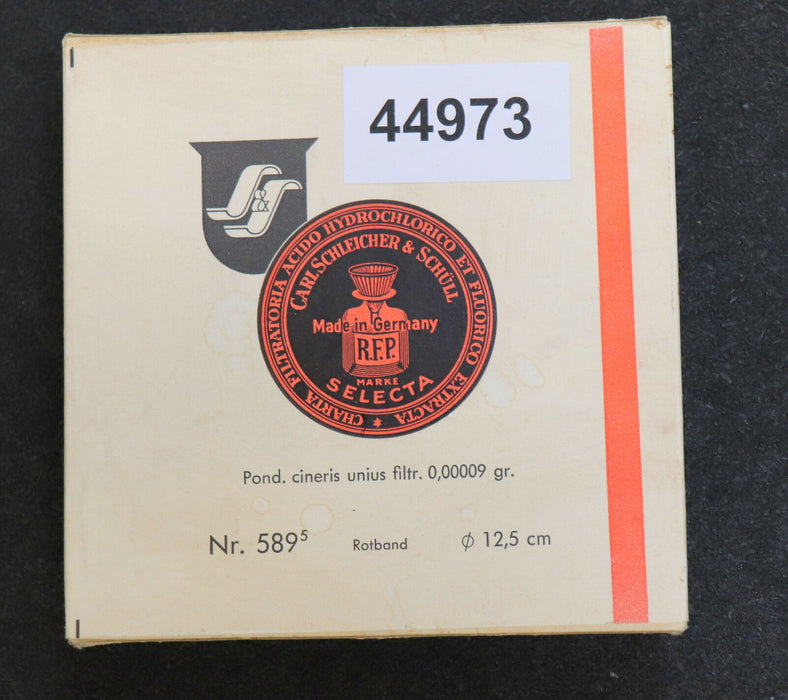 44973
S&S
CHARTA FILTRATORIA ACIDO HYDROCHLORICO ET FLUORICO EXTRACTA
CARL SCHLEICHER & SCHÜLL
Made in Germany
R.F.P.
MARKE
SELECTA
Pond. cineris unius filtr. 0,00009 gr.
Nr. 589⁵ Rotband ϕ 12,5 cm